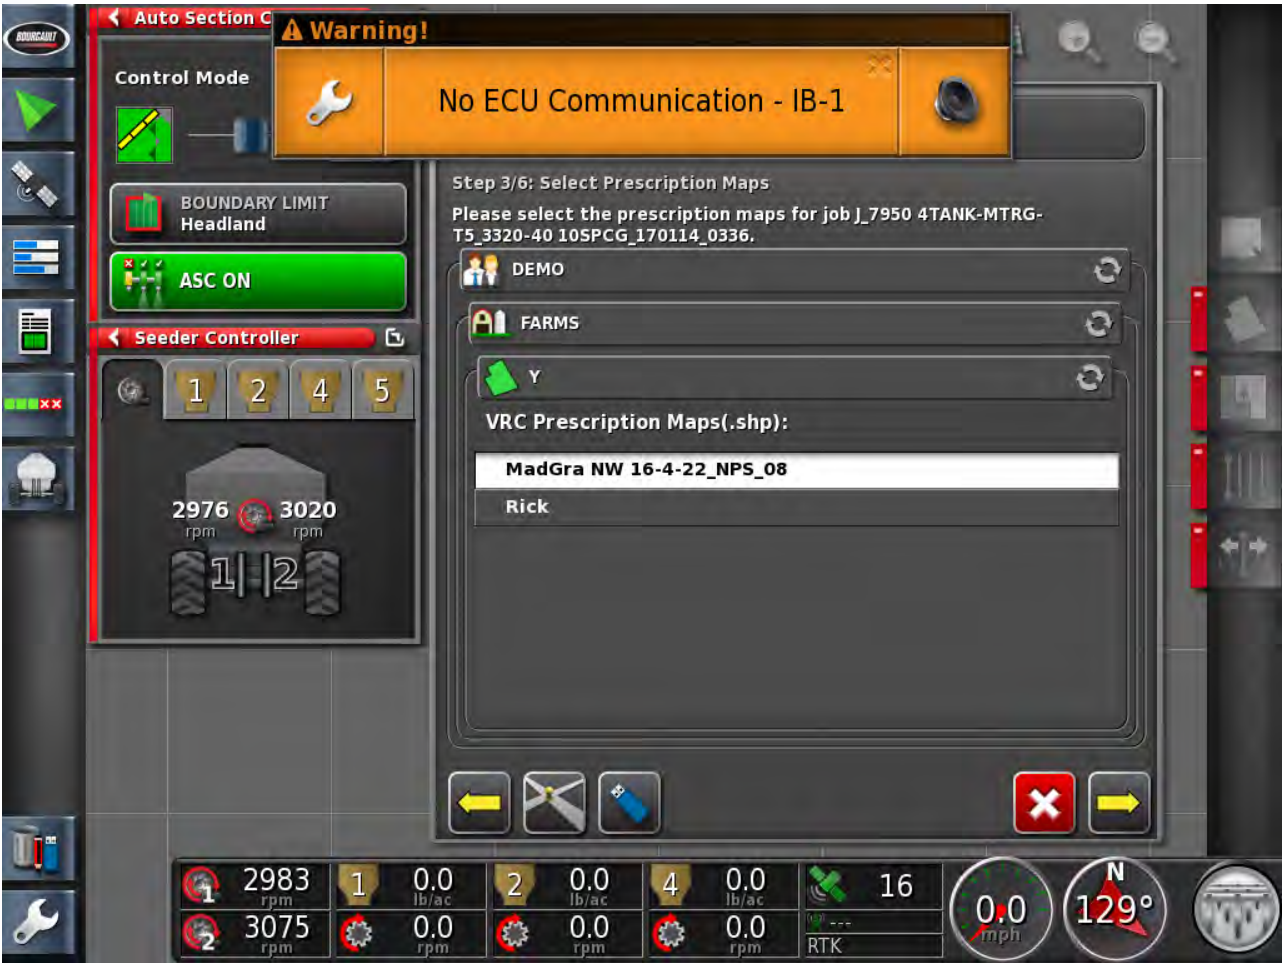 BOURGAULT
Auto Section C
Warning!
No ECU Communication - IB-1
Control Mode
BOUNDARY LIMIT
Headland
ASC ON
Seeder Controller
1
2
4
5
2976
rpm
3020
rpm
1
2
Step 3/6: Select Prescription Maps
Please select the prescription maps for job J_7950 4TANK-MTRG-
T5_3320-40 10SPCG_170114_0336.
DEMO
FARMS
Y
VRC Prescription Maps(.shp):
MadGra NW 16-4-22_NPS_08
Rick
1
2983
rpm
1
0.0
lb/ac
2
0.0
lb/ac
4
0.0
lb/ac
16
2
3075
rpm
0.0
rpm
0.0
rpm
0.0
rpm
---
RTK
0.0
mph
N
129°